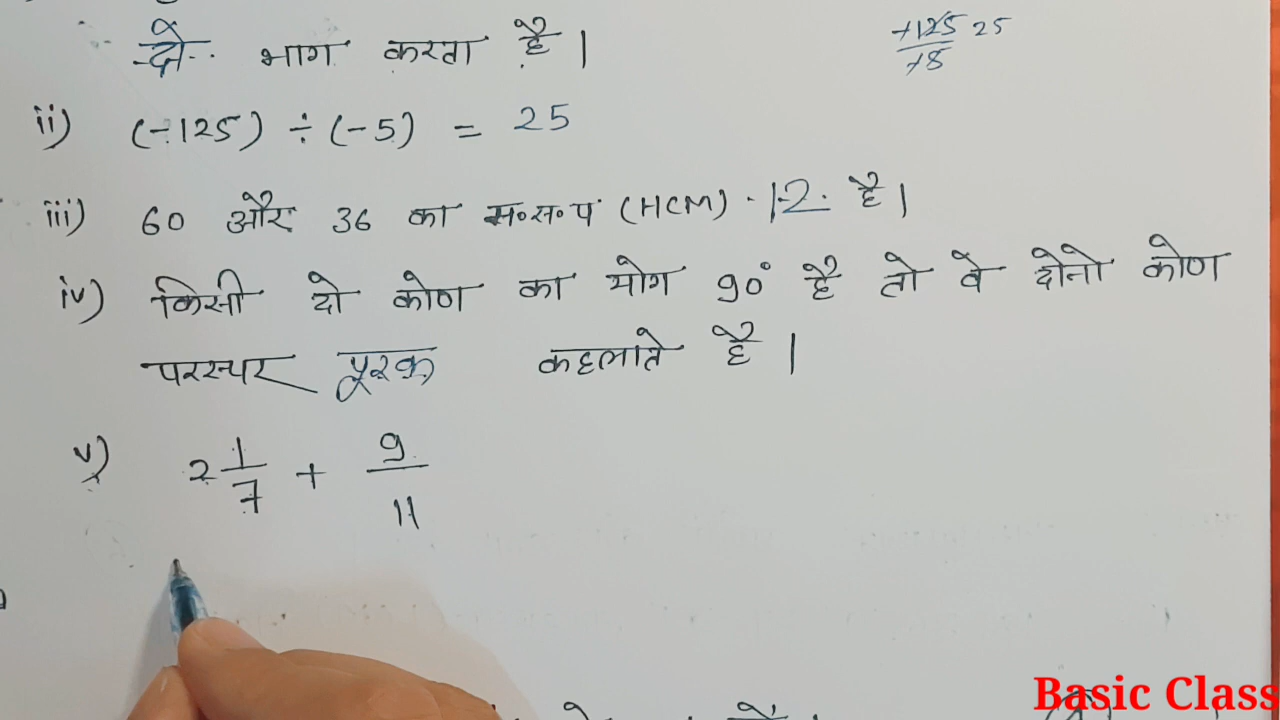 दो भाग करता है |
-125 25
-5
ii) (-125) ÷ (-5) = 25
iii) 60 और 36 का म॰स॰प (HCM) 12 है |
iv) किसी दो कोण का योग 90° है तो वे दोनो कोण
परस्पर पूरक कहलाते है |
v) 2 1/7 + 9/11
Basic Class